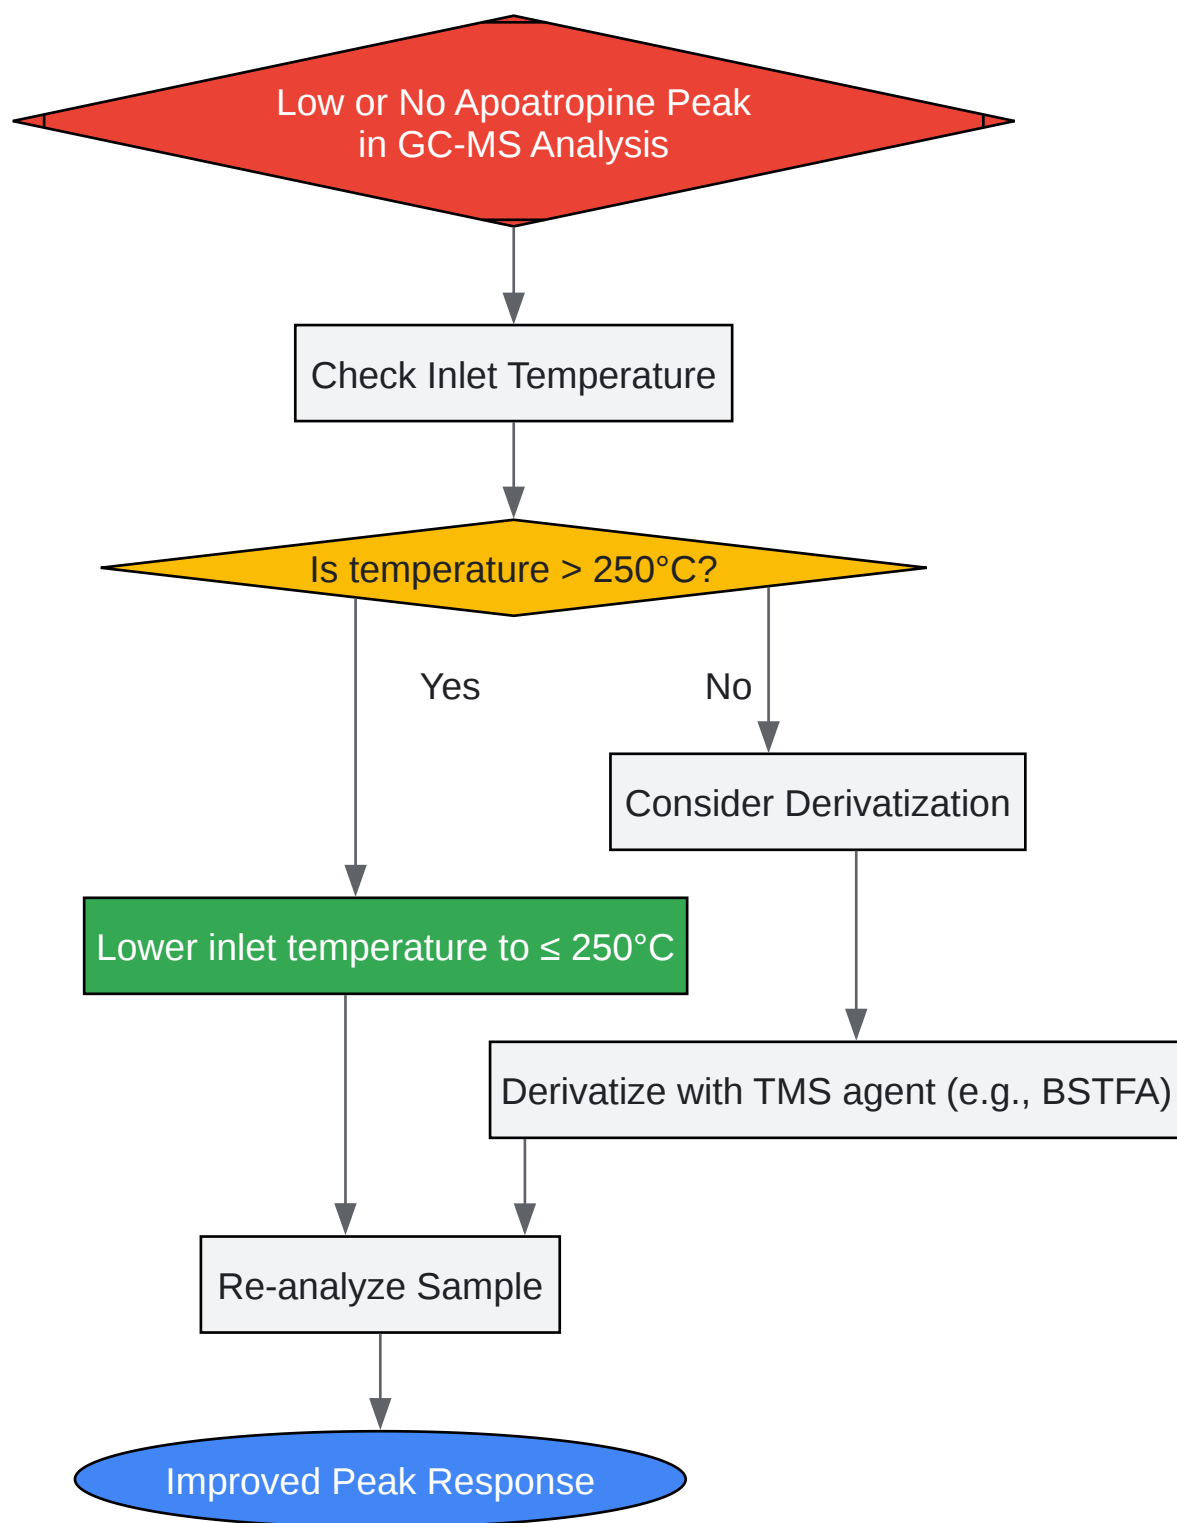 Low or No Apoatropine Peak
in GC-MS Analysis
Check Inlet Temperature
Is temperature > 250°C?
Yes
No
Consider Derivatization
Lower inlet temperature to ≤ 250°C
Derivatize with TMS agent (e.g., BSTFA)
Re-analyze Sample
Improved Peak Response